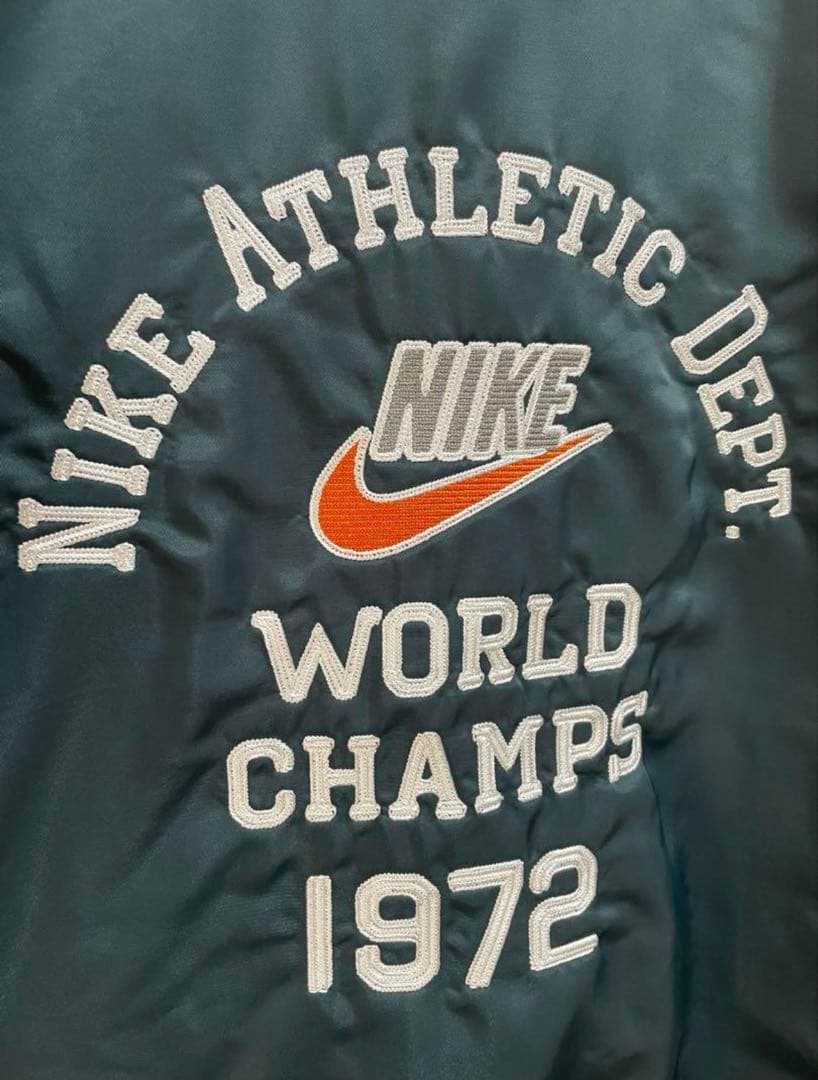 NIKE ATHLETIC DEPT.
NIKE
WORLD
CHAMPS
1972